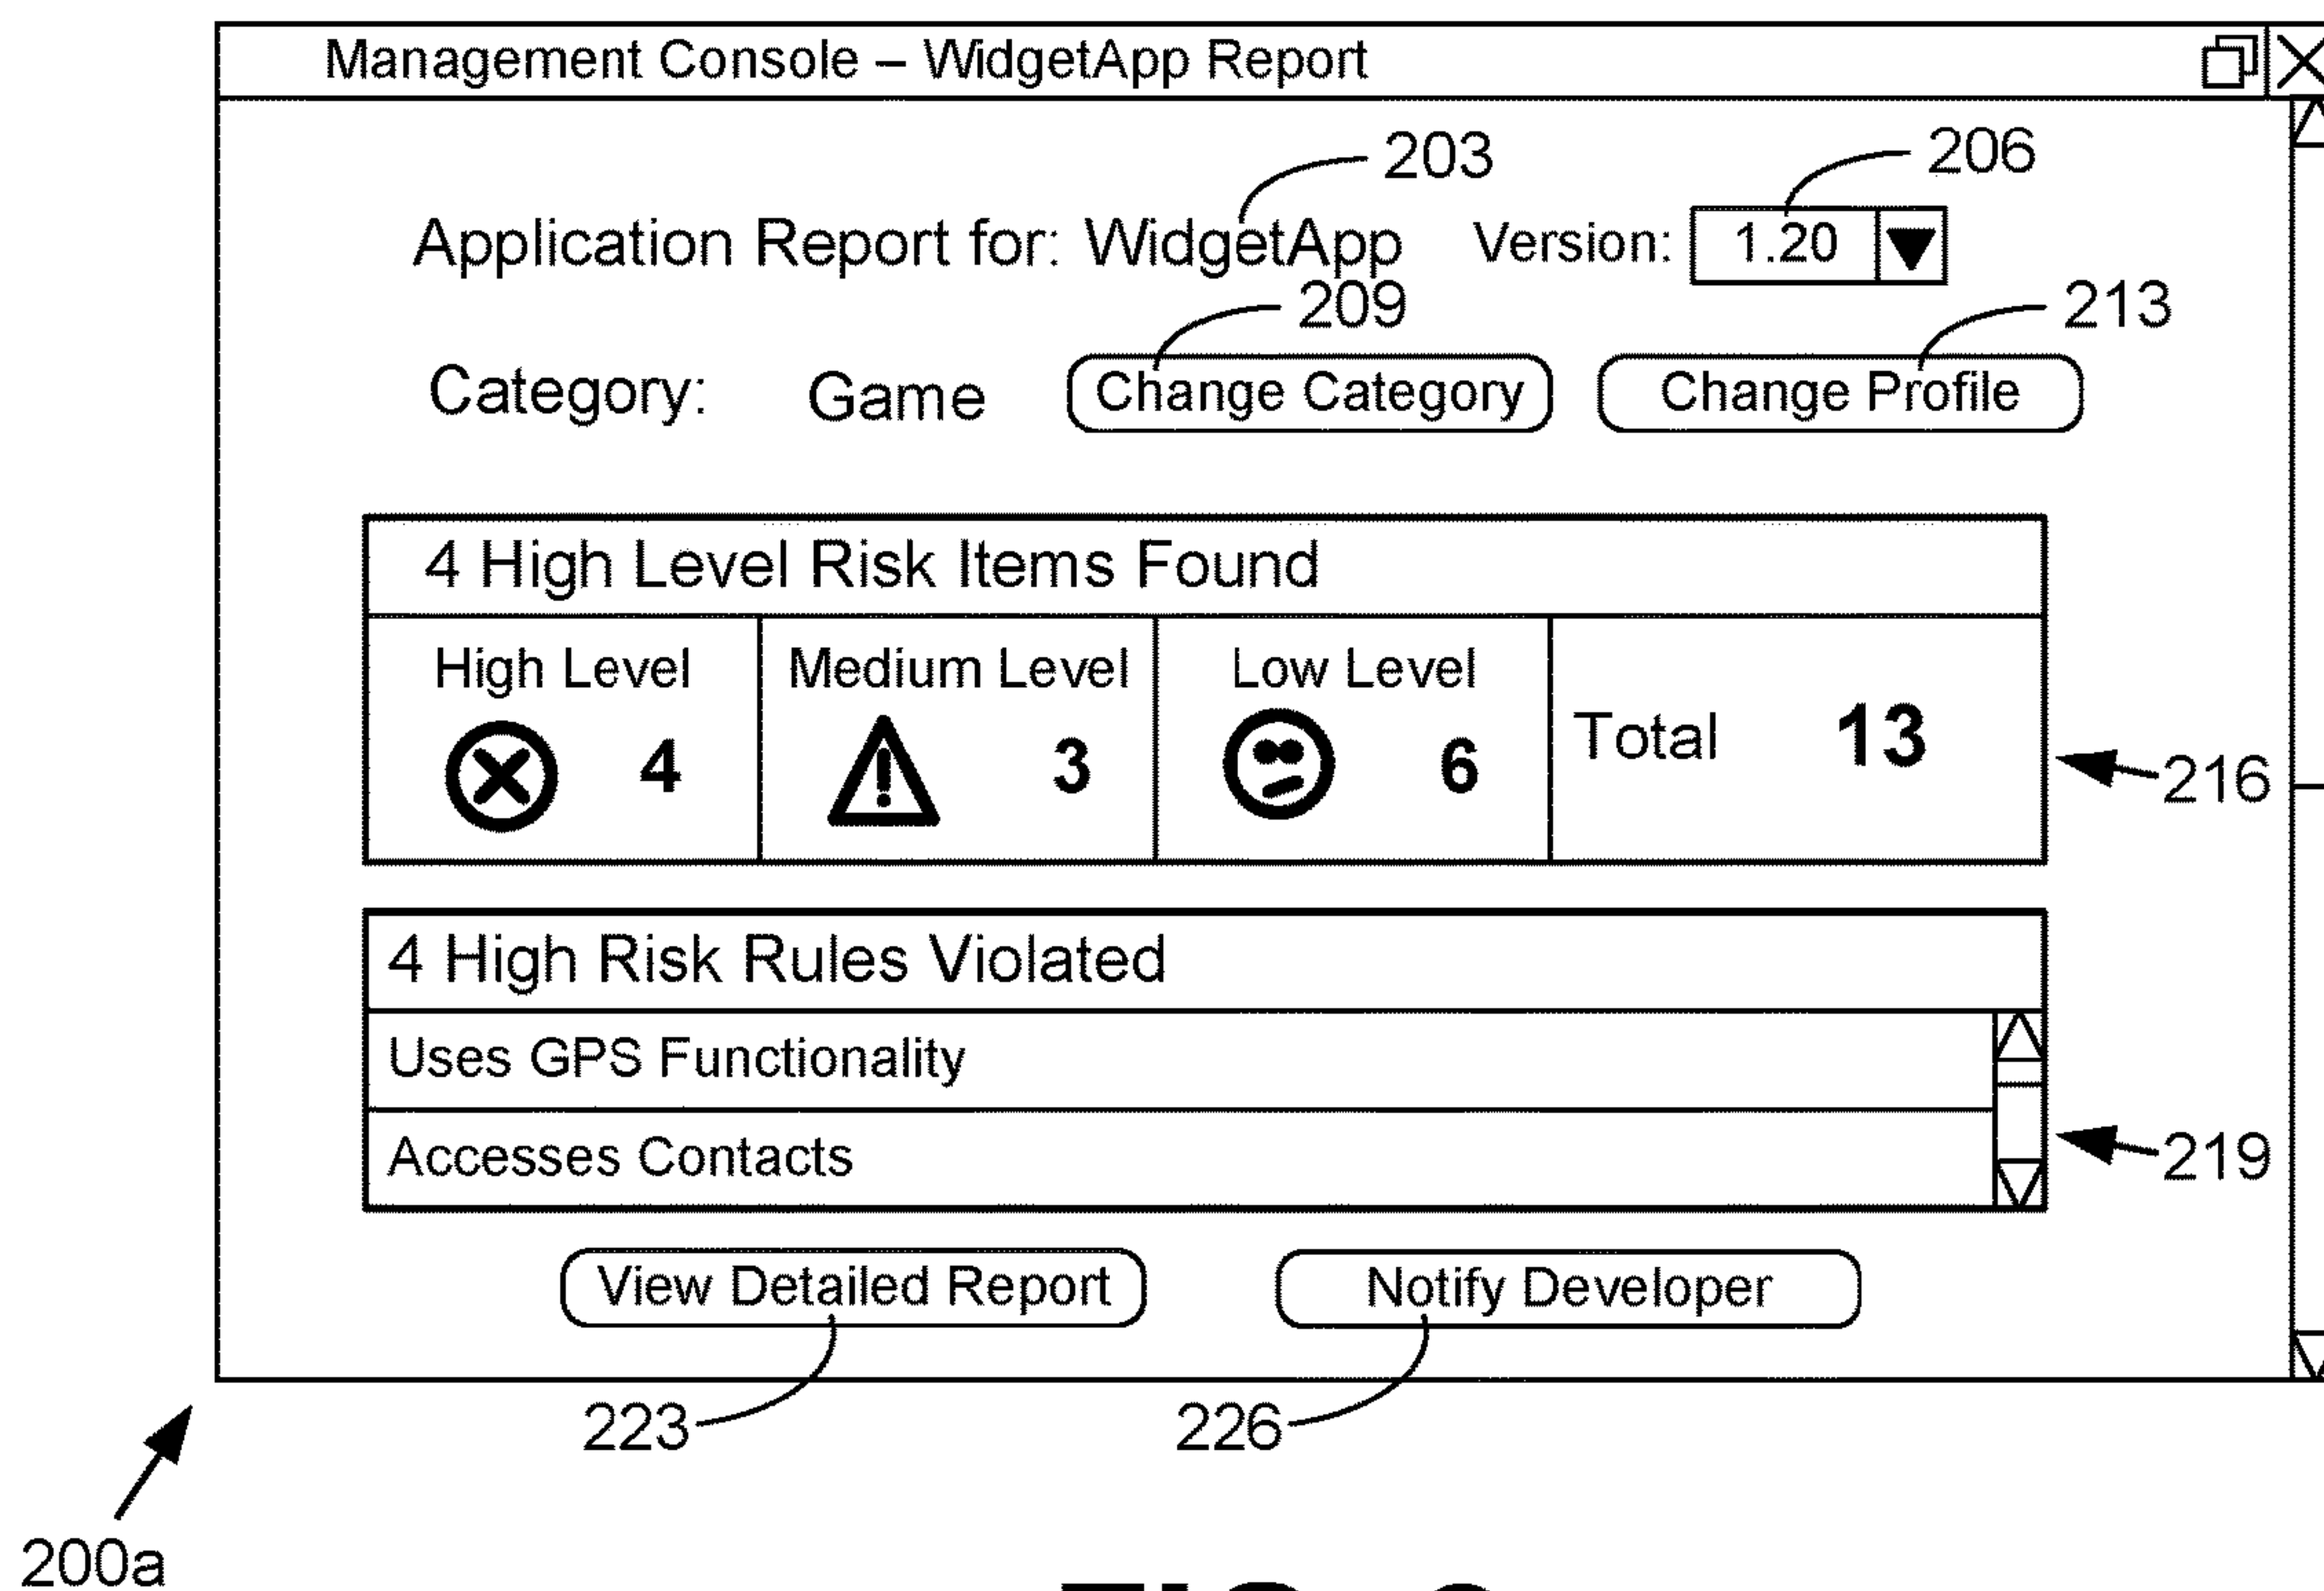 Management Console – WidgetApp Report
203
206
Application Report for: WidgetApp Version: 1.20
209
213
Category: Game Change Category Change Profile
4 High Level Risk Items Found
High Level Medium Level Low Level
4 3 6 Total 13
216
4 High Risk Rules Violated
Uses GPS Functionality
Accesses Contacts
219
View Detailed Report Notify Developer
223 226
200a